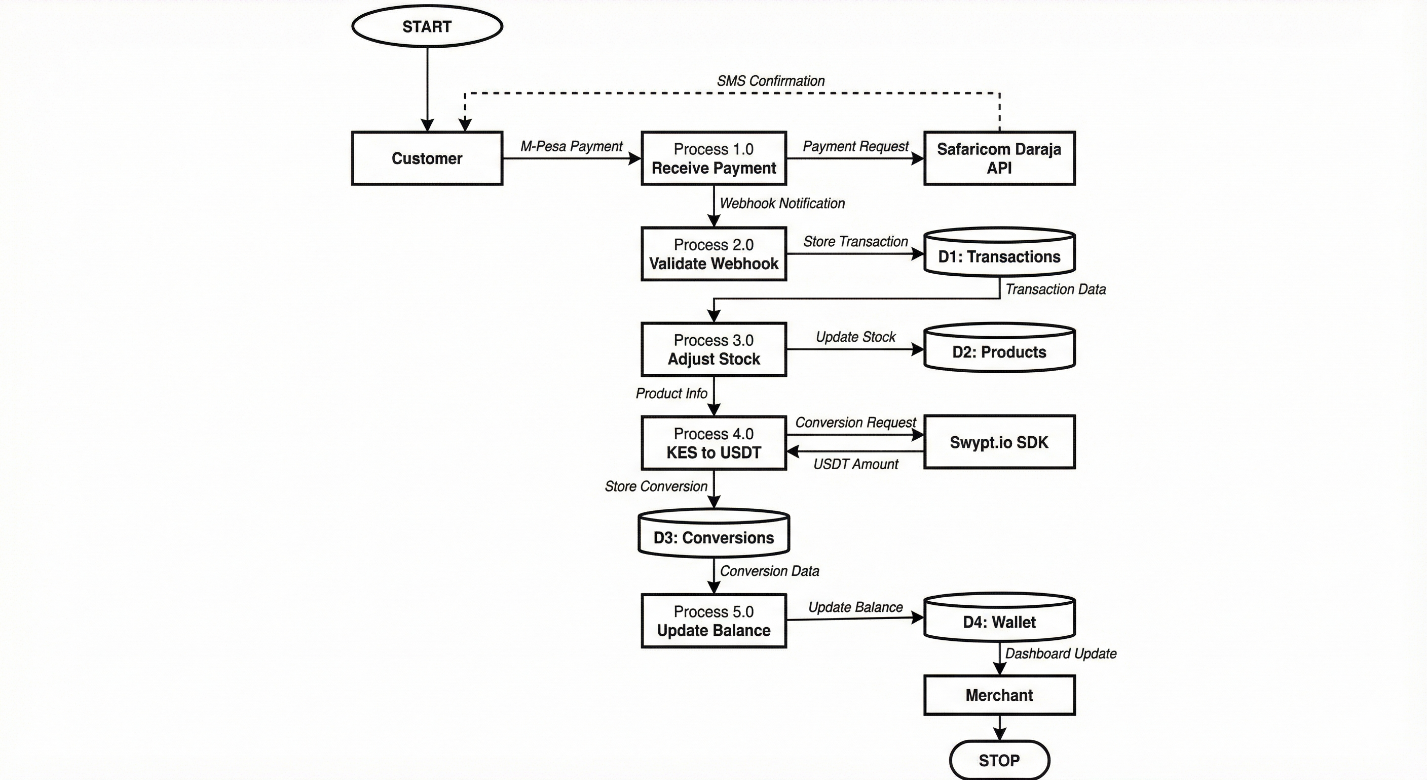 START
SMS Confirmation
Customer
M-Pesa Payment
Process 1.0
Receive Payment
Payment Request
Safaricom Daraja
API
Webhook Notification
Process 2.0
Validate Webhook
Store Transaction
D1: Transactions
Transaction Data
Process 3.0
Adjust Stock
Update Stock
D2: Products
Product Info
Process 4.0
KES to USDT
Conversion Request
USDT Amount
Swypt.io SDK
Store Conversion
D3: Conversions
Conversion Data
Process 5.0
Update Balance
Update Balance
D4: Wallet
Dashboard Update
Merchant
STOP